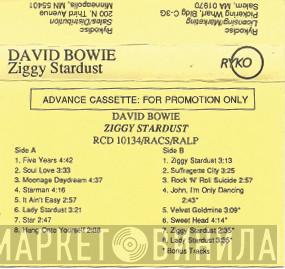 Rykodisc
Sales/Distribution
200 N. Third Avenue
Minneapolis, MN 55401
Rykodisc
Licensing/Marketing
Pickering Wharf, Bldg C-3G
Salem, MA 01970
DAVID BOWIE
Ziggy Stardust
RYKO
ADVANCE CASSETTE: FOR PROMOTION ONLY
DAVID BOWIE
ZIGGY STARDUST
RCD 10134/RACS/RALP
Side A
1. Five Years 4:42
2. Soul Love 3:33
3. Moonage Daydream 4:37
4. Starman 4:16
5. It Ain't Easy 2:57
6. Lady Stardust 3:21
7. Star 2:47
8. Hang Onto Yourself 2:38
Side B
1. Ziggy Stardust 3:13
2. Suffragette City 3:25
3. Rock 'N' Roll Suicide 2:57
4. John, I'm Only Dancing
2:43*
5. Velvet Goldmine 3:09*
6. Sweet Head 4:14*
7. Ziggy Stardust 2:35*
8. Lady Stardust 3:35*
* Bonus Tracks
МАРКЕТ ВИНИЛА